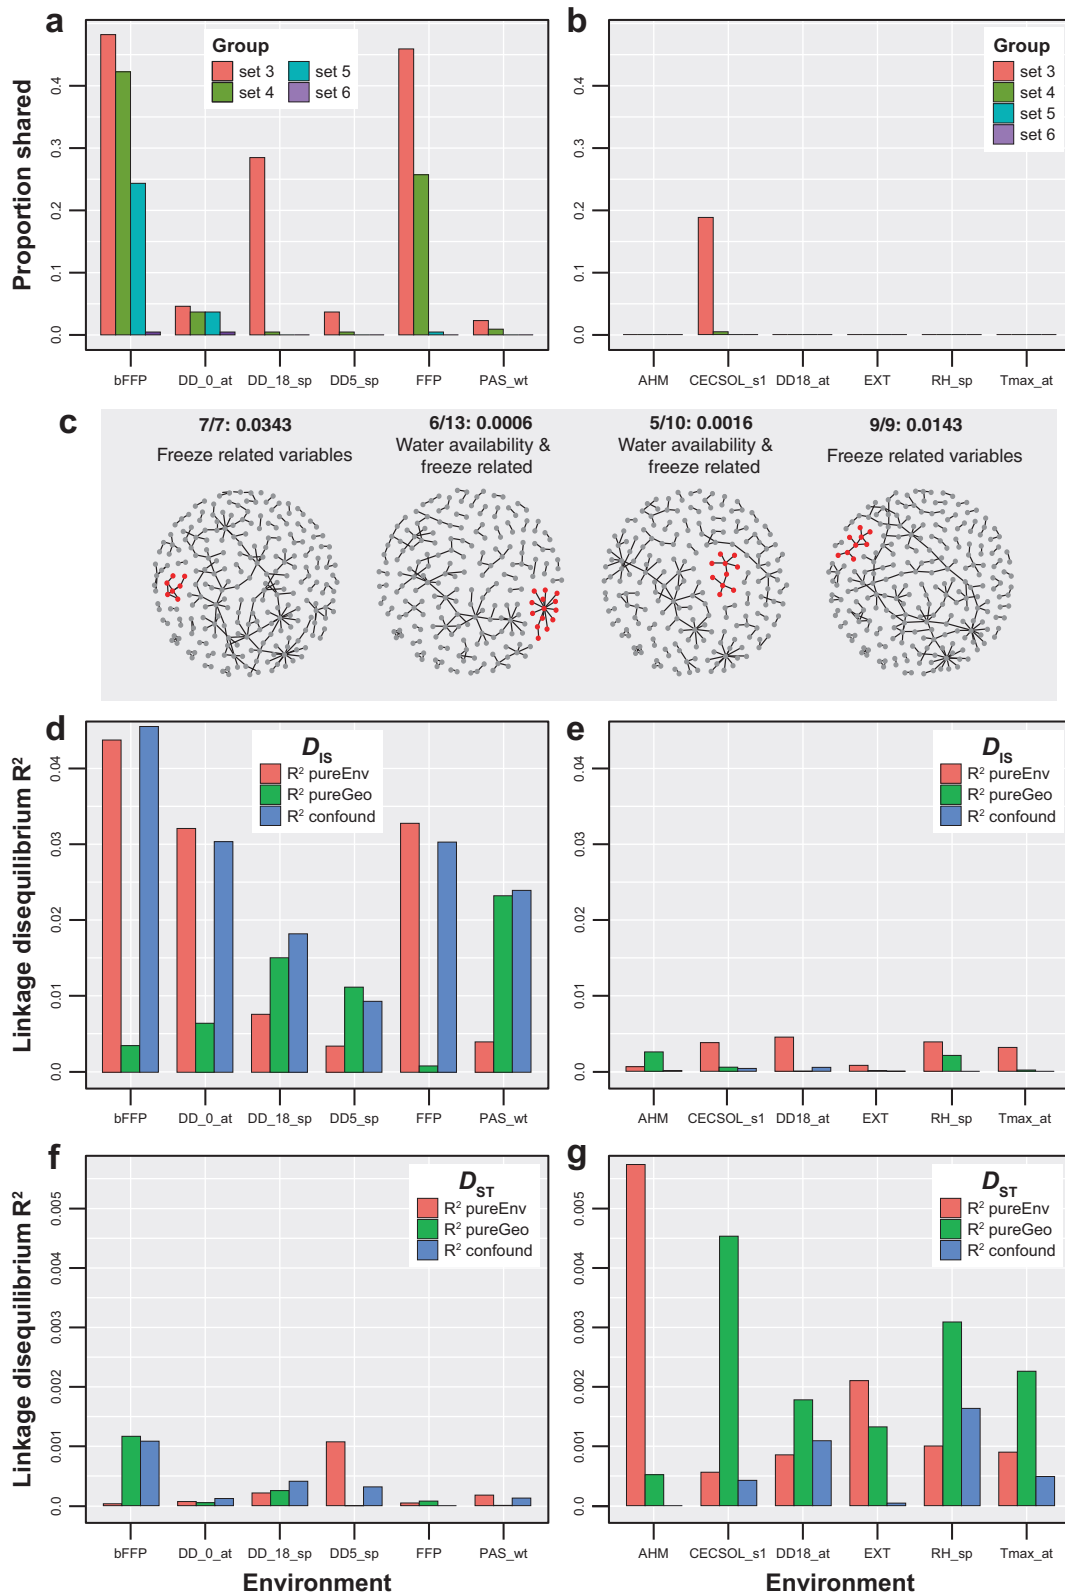 a
Proportion shared
0.4
0.3
0.2
0.1
0.0
Group
set 3
set 4
set 5
set 6
bFFP
DD_0_at
DD_18_sp
DD5_sp
FFP
PAS_wt
b
0.4
0.3
0.2
0.1
0.0
Group
set 3
set 4
set 5
set 6
AHM
CECSOL_s1
DD18_at
EXT
RH_sp
Tmax_at
c
7/7: 0.0343
Freeze related variables
6/13: 0.0006
Water availability &
freeze related
5/10: 0.0016
Water availability &
freeze related
9/9: 0.0143
Freeze related variables
d
Linkage disequilibrium R²
0.04
0.03
0.02
0.01
0.0
D_IS
R² pureEnv
R² pureGeo
R² confound
bFFP
DD_0_at
DD_18_sp
DD5_sp
FFP
PAS_wt
e
0.04
0.03
0.02
0.01
0.0
D_IS
R² pureEnv
R² pureGeo
R² confound
AHM
CECSOL_s1
DD18_at
EXT
RH_sp
Tmax_at
f
Linkage disequilibrium R²
0.005
0.004
0.003
0.002
0.001
0.0
D_ST
R² pureEnv
R² pureGeo
R² confound
bFFP
DD_0_at
DD_18_sp
DD5_sp
FFP
PAS_wt
Environment
g
0.005
0.004
0.003
0.002
0.001
0.0
D_ST
R² pureEnv
R² pureGeo
R² confound
AHM
CECSOL_s1
DD18_at
EXT
RH_sp
Tmax_at
Environment